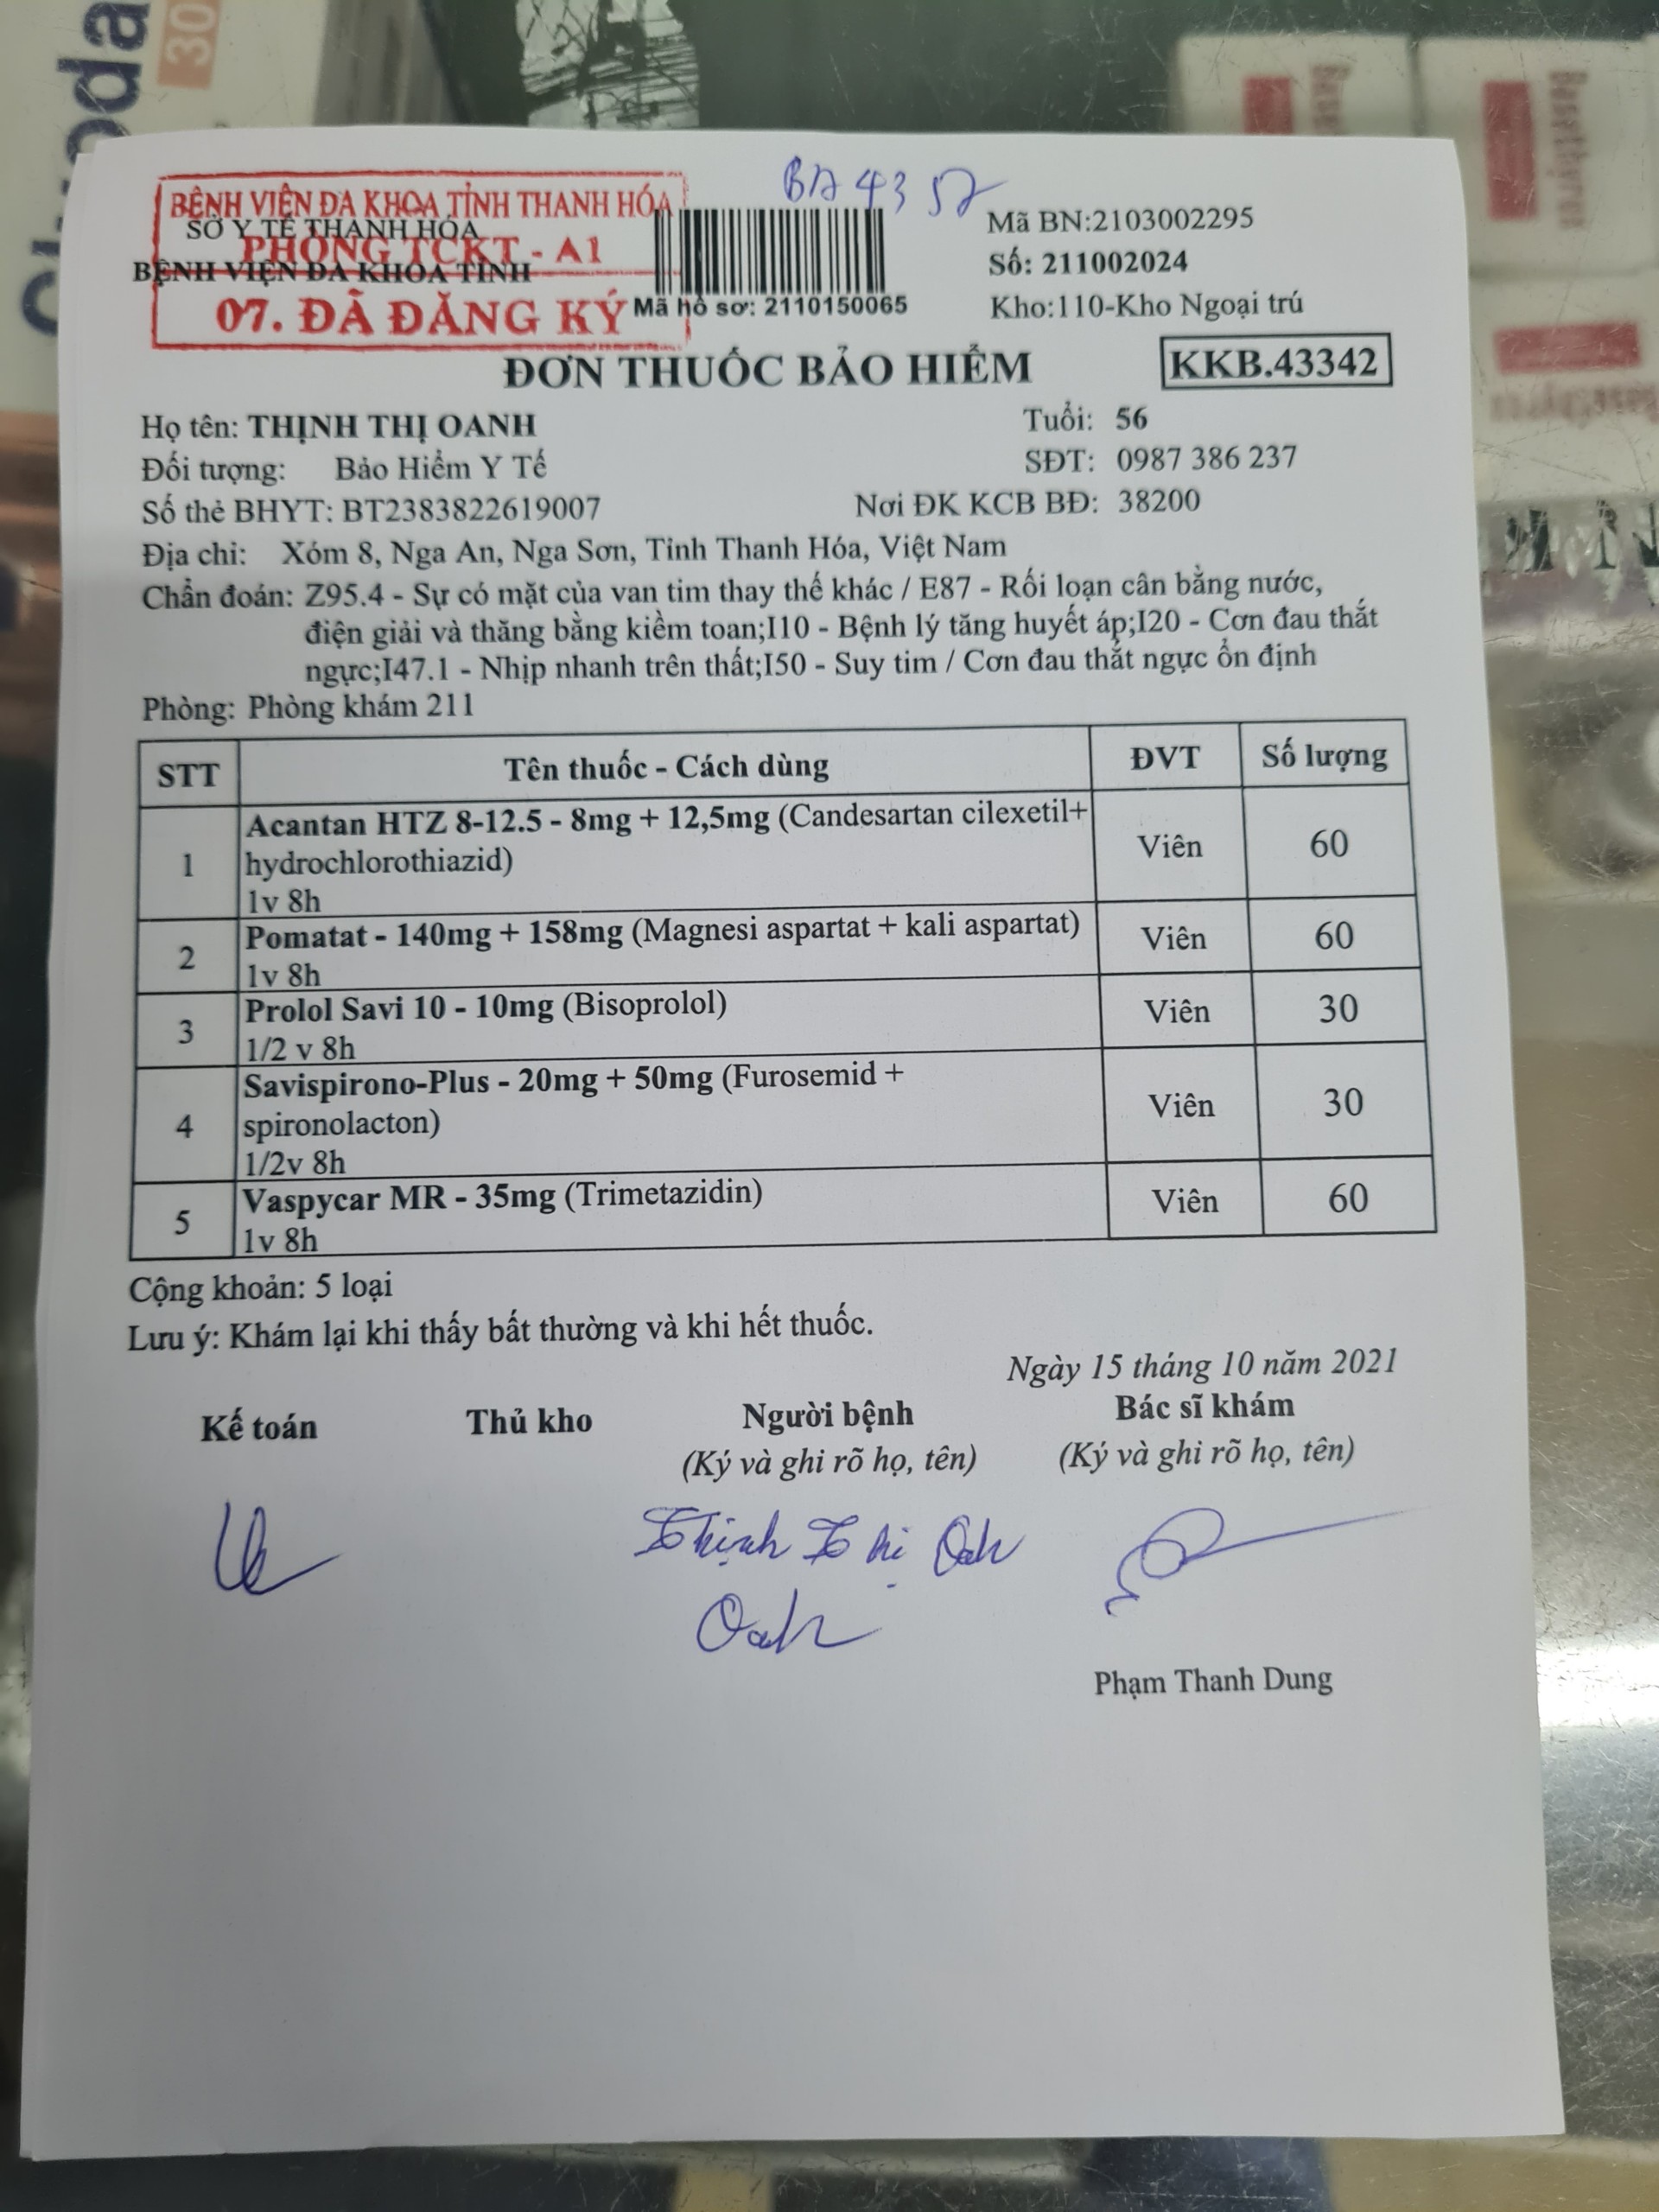 BA 4357
BỆNH VIỆN ĐA KHOA TỈNH THANH HÓA
SỞ Y TẾ THANH HÓA
PHÒNG TCKT - A1
BỆNH VIỆN ĐA KHOA TỈNH
07. ĐÃ ĐĂNG KÝ
Mã hồ sơ: 2110150065
Mã BN:2103002295
Số: 211002024
Kho:110-Kho Ngoại trú
ĐƠN THUỐC BẢO HIỂM
KKB.43342
Họ tên: THỊNH THỊ OANH Tuổi: 56
Đối tượng: Bảo Hiểm Y Tế SĐT: 0987 386 237
Số thẻ BHYT: BT2383822619007 Nơi ĐK KCB BĐ: 38200
Địa chỉ: Xóm 8, Nga An, Nga Sơn, Tỉnh Thanh Hóa, Việt Nam
Chẩn đoán: Z95.4 - Sự có mặt của van tim thay thế khác / E87 - Rối loạn cân bằng nước,
điện giải và thăng bằng kiềm toan;I10 - Bệnh lý tăng huyết áp;I20 - Cơn đau thắt
ngực;I47.1 - Nhịp nhanh trên thất;I50 - Suy tim / Cơn đau thắt ngực ổn định
Phòng: Phòng khám 211
STT Tên thuốc - Cách dùng ĐVT Số lượng
1 Acantan HTZ 8-12.5 - 8mg + 12,5mg (Candesartan cilexetil+ Viên 60
hydrochlorothiazid)
1v 8h
2 Pomatat - 140mg + 158mg (Magnesi aspartat + kali aspartat) Viên 60
1v 8h
3 Prolol Savi 10 - 10mg (Bisoprolol) Viên 30
1/2 v 8h
4 Savispirono-Plus - 20mg + 50mg (Furosemid + Viên 30
spironolacton)
1/2v 8h
5 Vaspycar MR - 35mg (Trimetazidin) Viên 60
1v 8h
Cộng khoản: 5 loại
Lưu ý: Khám lại khi thấy bất thường và khi hết thuốc.
Ngày 15 tháng 10 năm 2021
Kế toán Thủ kho Người bệnh Bác sĩ khám
(Ký và ghi rõ họ, tên) (Ký và ghi rõ họ, tên)
Thịnh Thị Oanh
Oanh
Phạm Thanh Dung